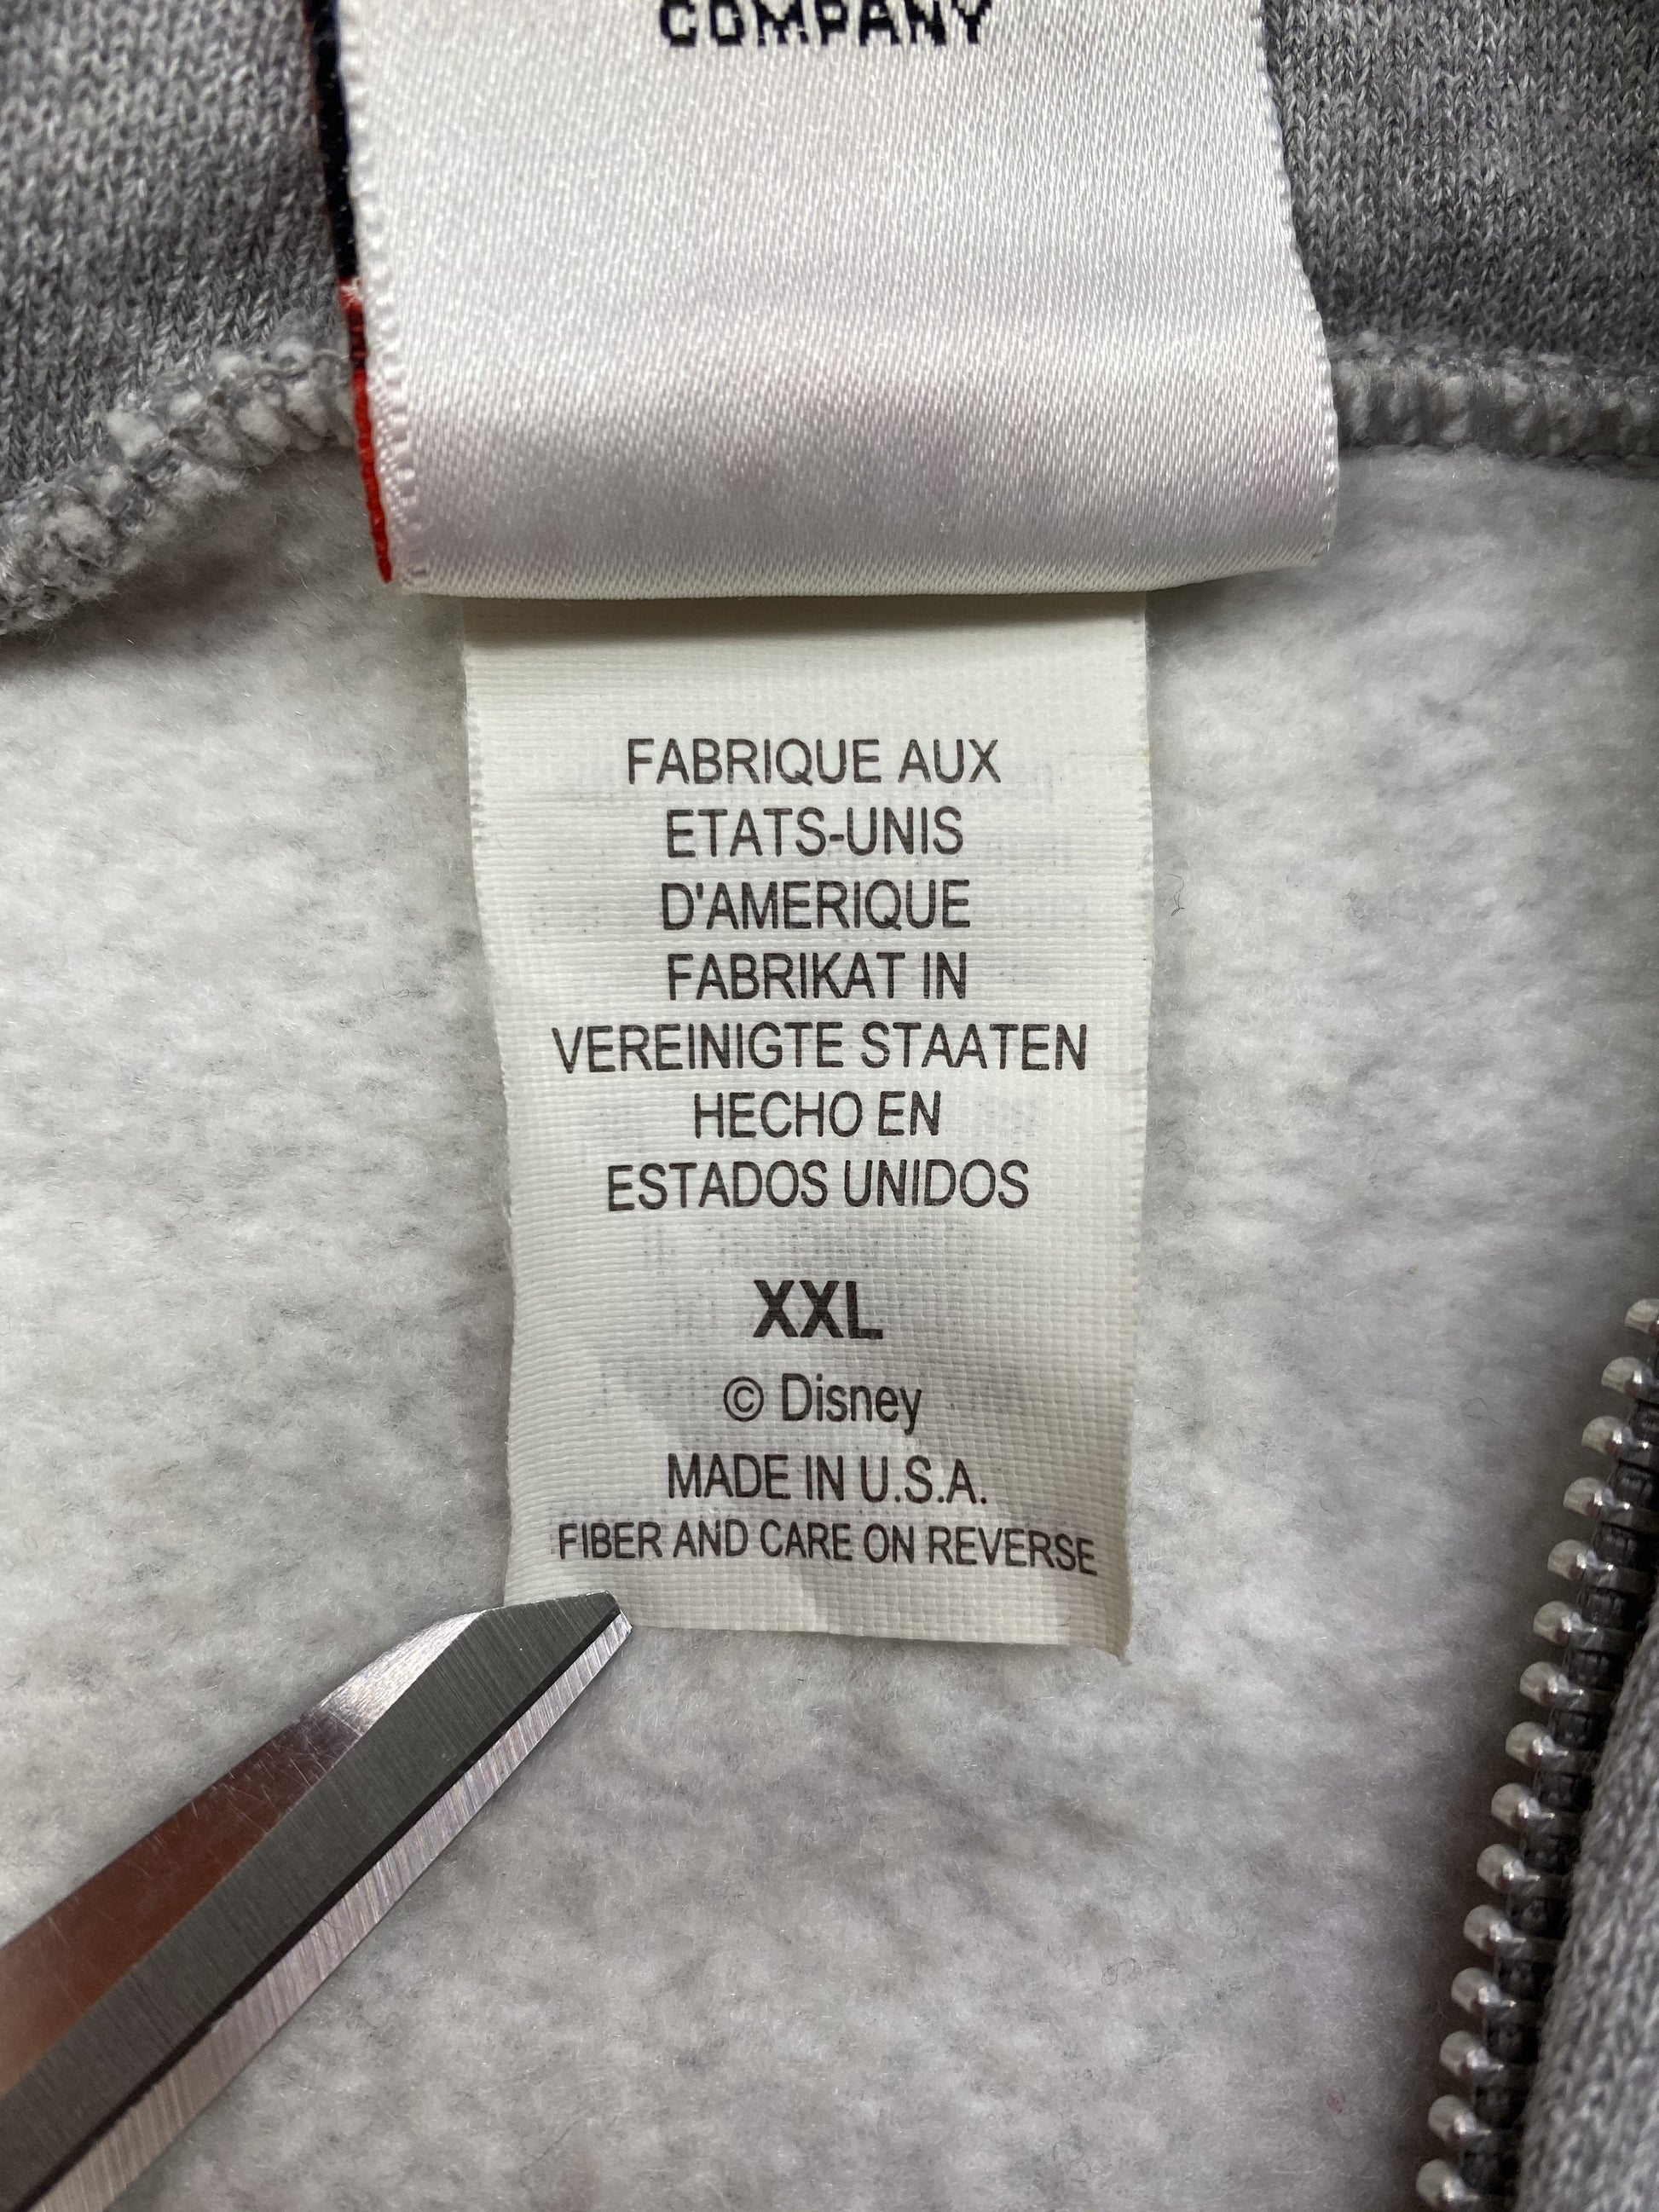 COMPANY
FABRIQUE AUX
ETATS-UNIS
D'AMERIQUE
FABRIKAT IN
VEREINIGTE STAATEN
HECHO EN
ESTADOS UNIDOS
XXL
© Disney
MADE IN U.S.A.
FIBER AND CARE ON REVERSE